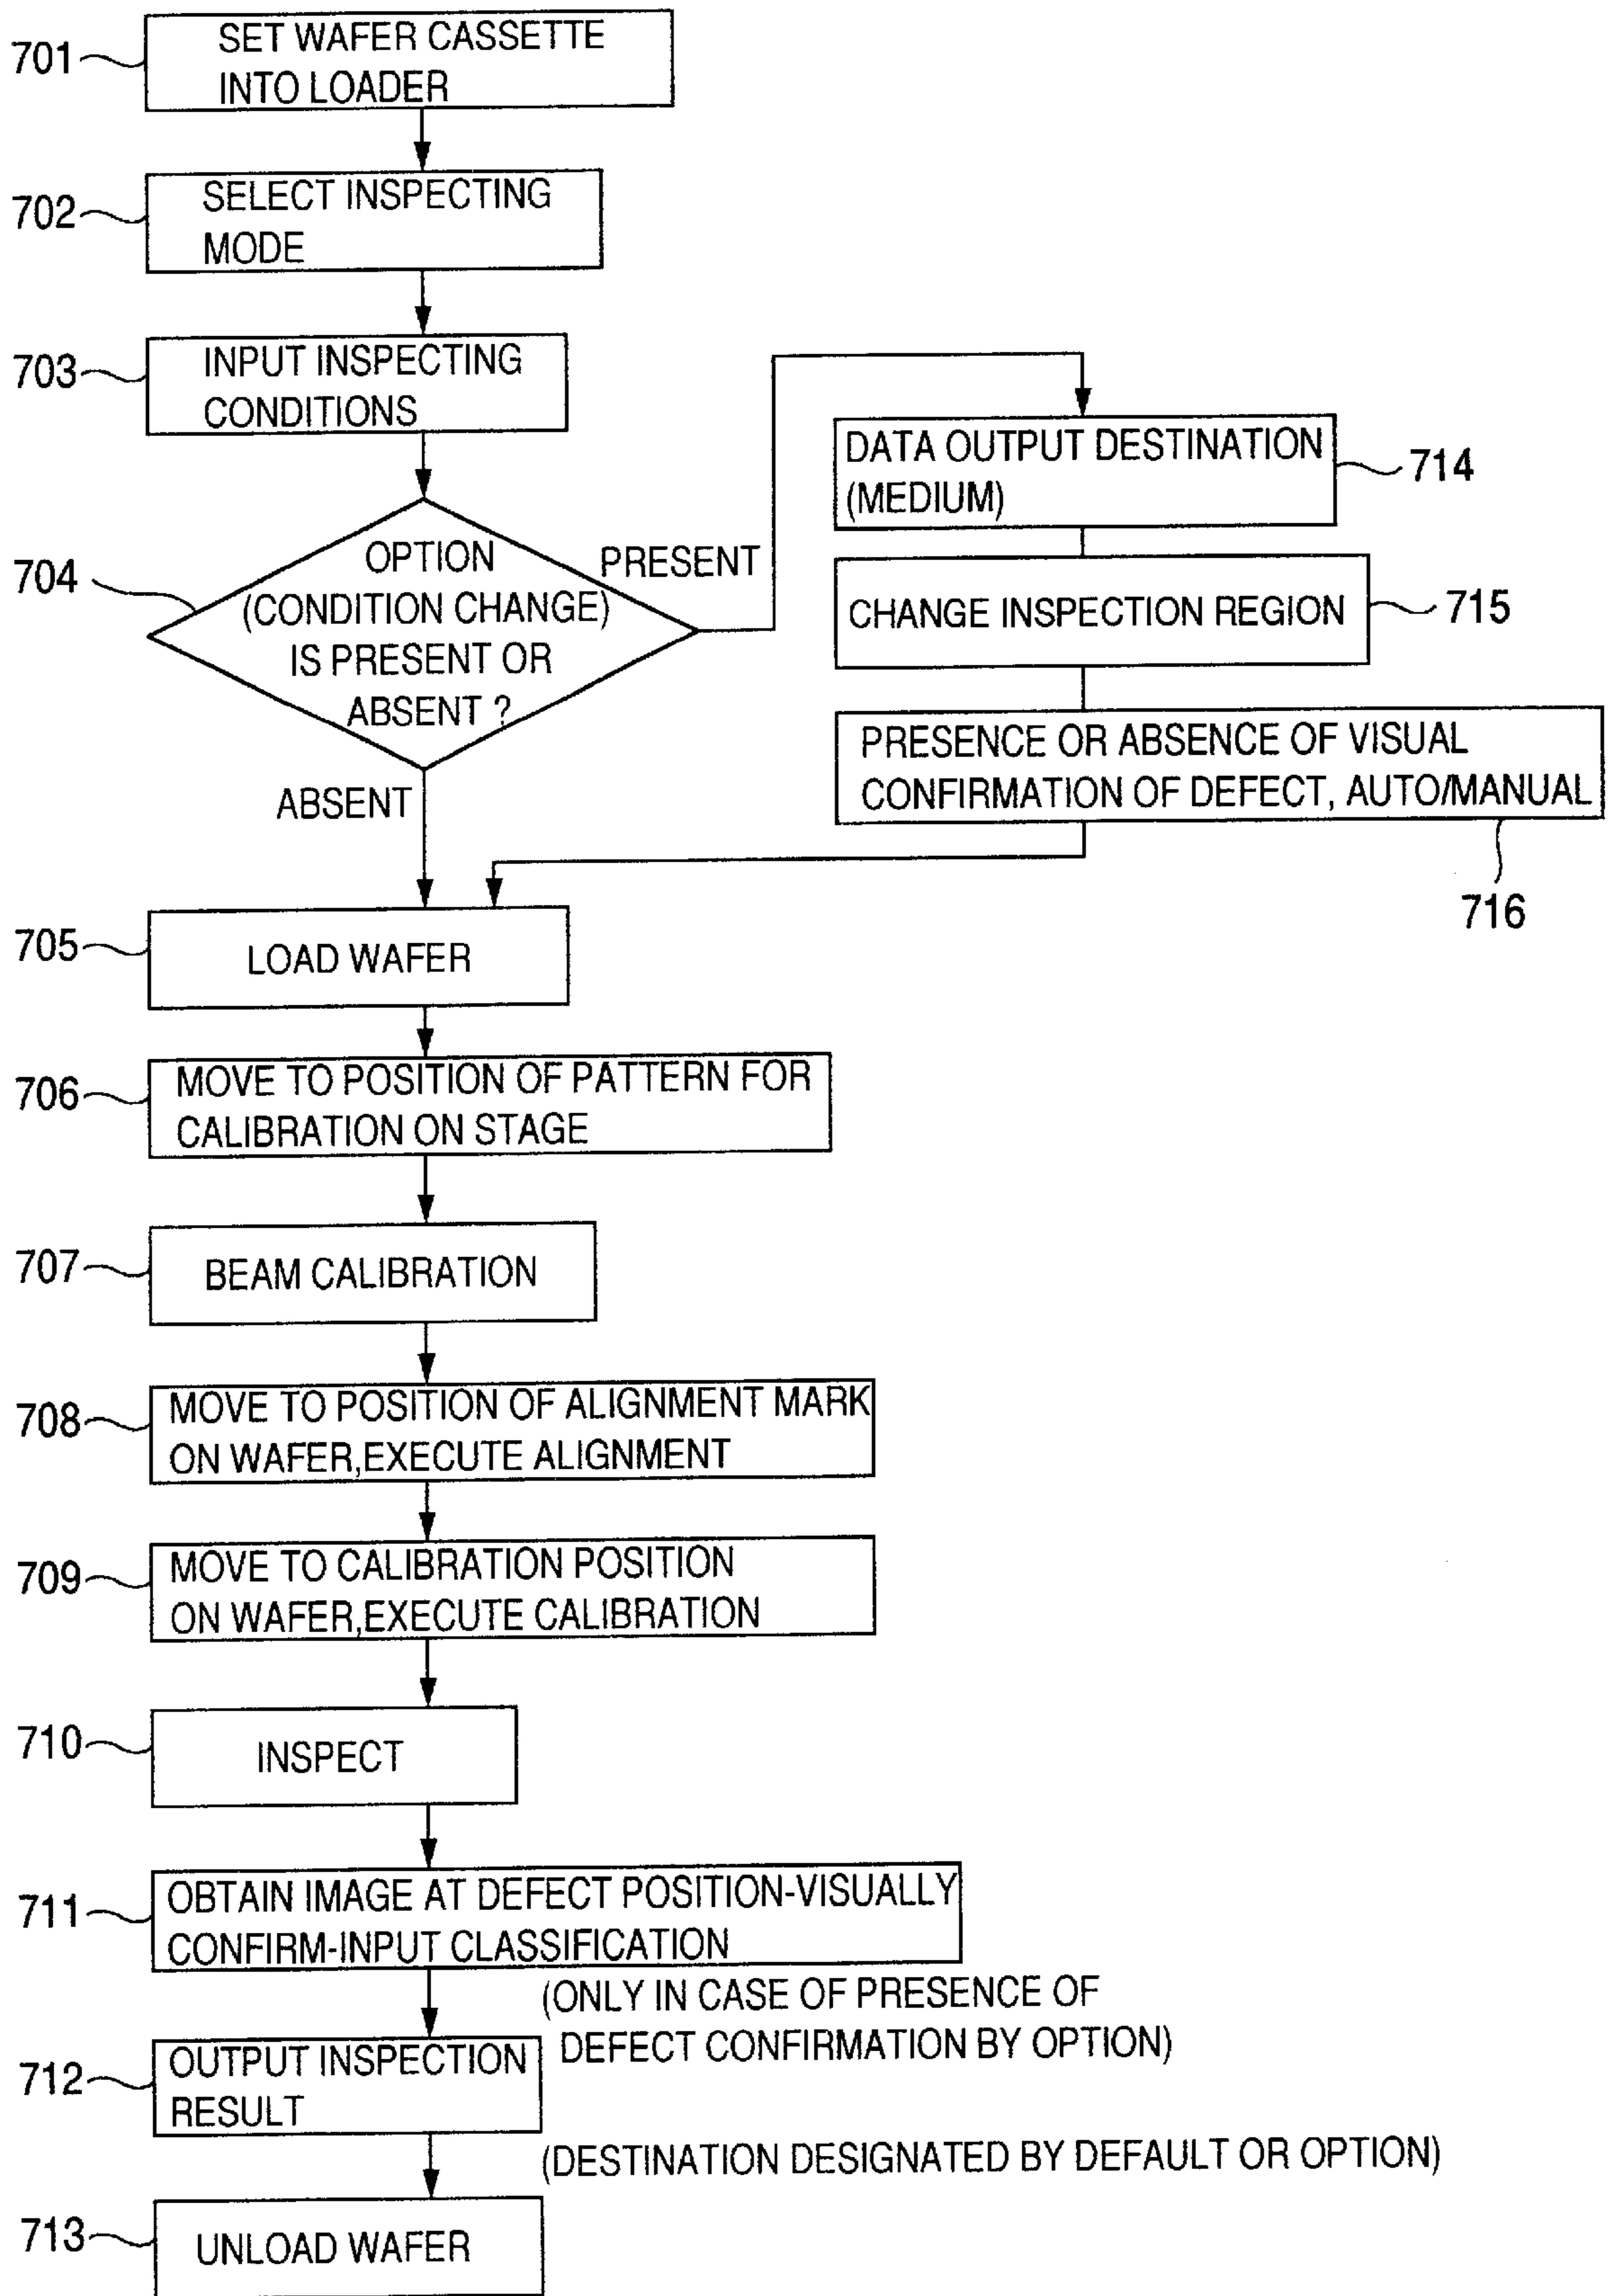 701
SET WAFER CASSETTE
INTO LOADER
702
SELECT INSPECTING
MODE
703
INPUT INSPECTING
CONDITIONS
704
OPTION
(CONDITION CHANGE)
IS PRESENT OR
ABSENT ?
PRESENT
ABSENT
DATA OUTPUT DESTINATION
(MEDIUM)
714
CHANGE INSPECTION REGION
715
PRESENCE OR ABSENCE OF VISUAL
CONFIRMATION OF DEFECT, AUTO/MANUAL
716
705
LOAD WAFER
706
MOVE TO POSITION OF PATTERN FOR
CALIBRATION ON STAGE
707
BEAM CALIBRATION
708
MOVE TO POSITION OF ALIGNMENT MARK
ON WAFER,EXECUTE ALIGNMENT
709
MOVE TO CALIBRATION POSITION
ON WAFER,EXECUTE CALIBRATION
710
INSPECT
711
OBTAIN IMAGE AT DEFECT POSITION-VISUALLY
CONFIRM-INPUT CLASSIFICATION
(ONLY IN CASE OF PRESENCE OF
DEFECT CONFIRMATION BY OPTION)
712
OUTPUT INSPECTION
RESULT
(DESTINATION DESIGNATED BY DEFAULT OR OPTION)
713
UNLOAD WAFER